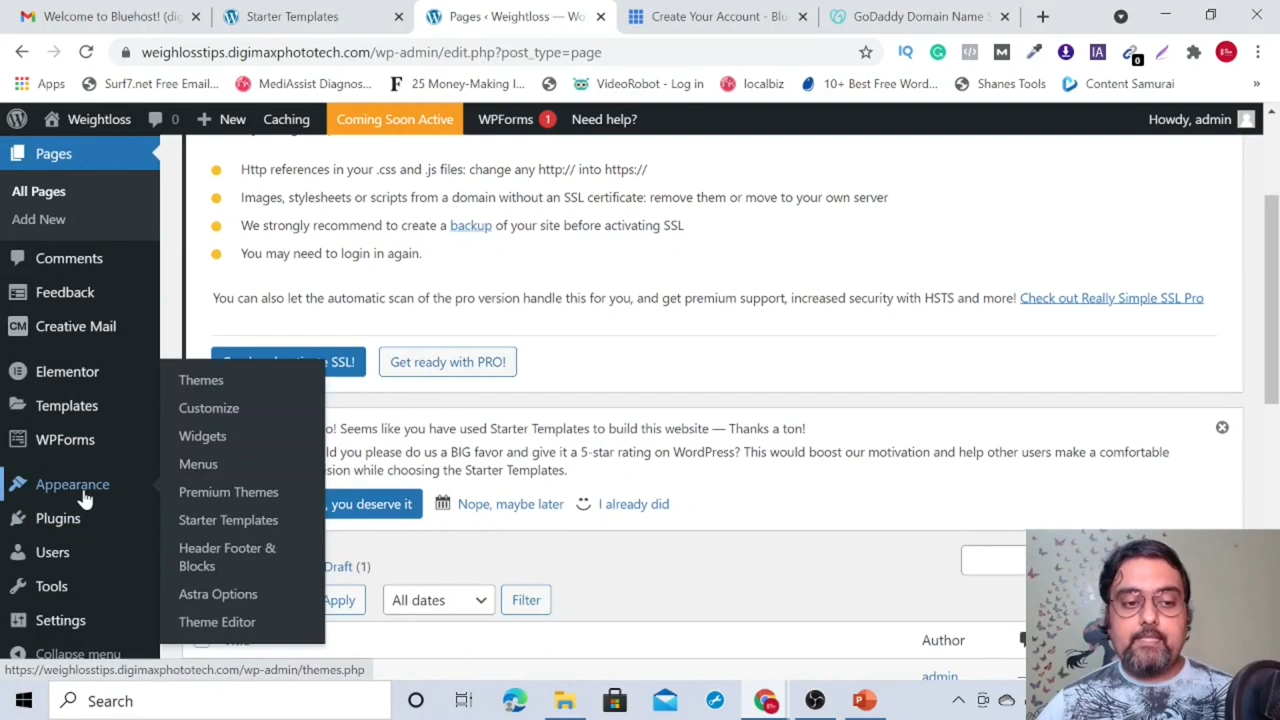 M Welcome to Bluehost! (dig
Starter Templates
Pages ‹ Weightloss — Wo
Create Your Account - Blu
GoDaddy Domain Name S
weighlosstips.digimaxphototech.com/wp-admin/edit.php?post_type=page
IQ
M
IA
0
Apps
Surf7.net Free Email...
MediAssist Diagnos...
25 Money-Making I...
VideoRobot - Log in
localbiz
10+ Best Free Word...
Shanes Tools
Content Samurai
»
Weightloss
0
New
Caching
Coming Soon Active
WPForms 1
Need help?
Howdy, admin
Pages
All Pages
Add New
Comments
Feedback
CM Creative Mail
Elementor
Templates
WPForms
Appearance
Plugins
Users
Tools
Settings
Collapse menu
Themes
Customize
Widgets
Menus
Premium Themes
Starter Templates
Header Footer &
Blocks
Astra Options
Theme Editor
Http references in your .css and .js files: change any http:// into https://
Images, stylesheets or scripts from a domain without an SSL certificate: remove them or move to your own server
We strongly recommend to create a backup of your site before activating SSL
You may need to login in again.
You can also let the automatic scan of the pro version handle this for you, and get premium support, increased security with HSTS and more! Check out Really Simple SSL Pro
SSL!
Get ready with PRO!
o! Seems like you have used Starter Templates to build this website — Thanks a ton!
ld you please do us a BIG favor and give it a 5-star rating on WordPress? This would boost our motivation and help other users make a comfortable
ision while choosing the Starter Templates.
, you deserve it
Nope, maybe later
I already did
Draft (1)
Apply
All dates
Filter
Author
admin
https://weighlosstips.digimaxphototech.com/wp-admin/themes.php
Search